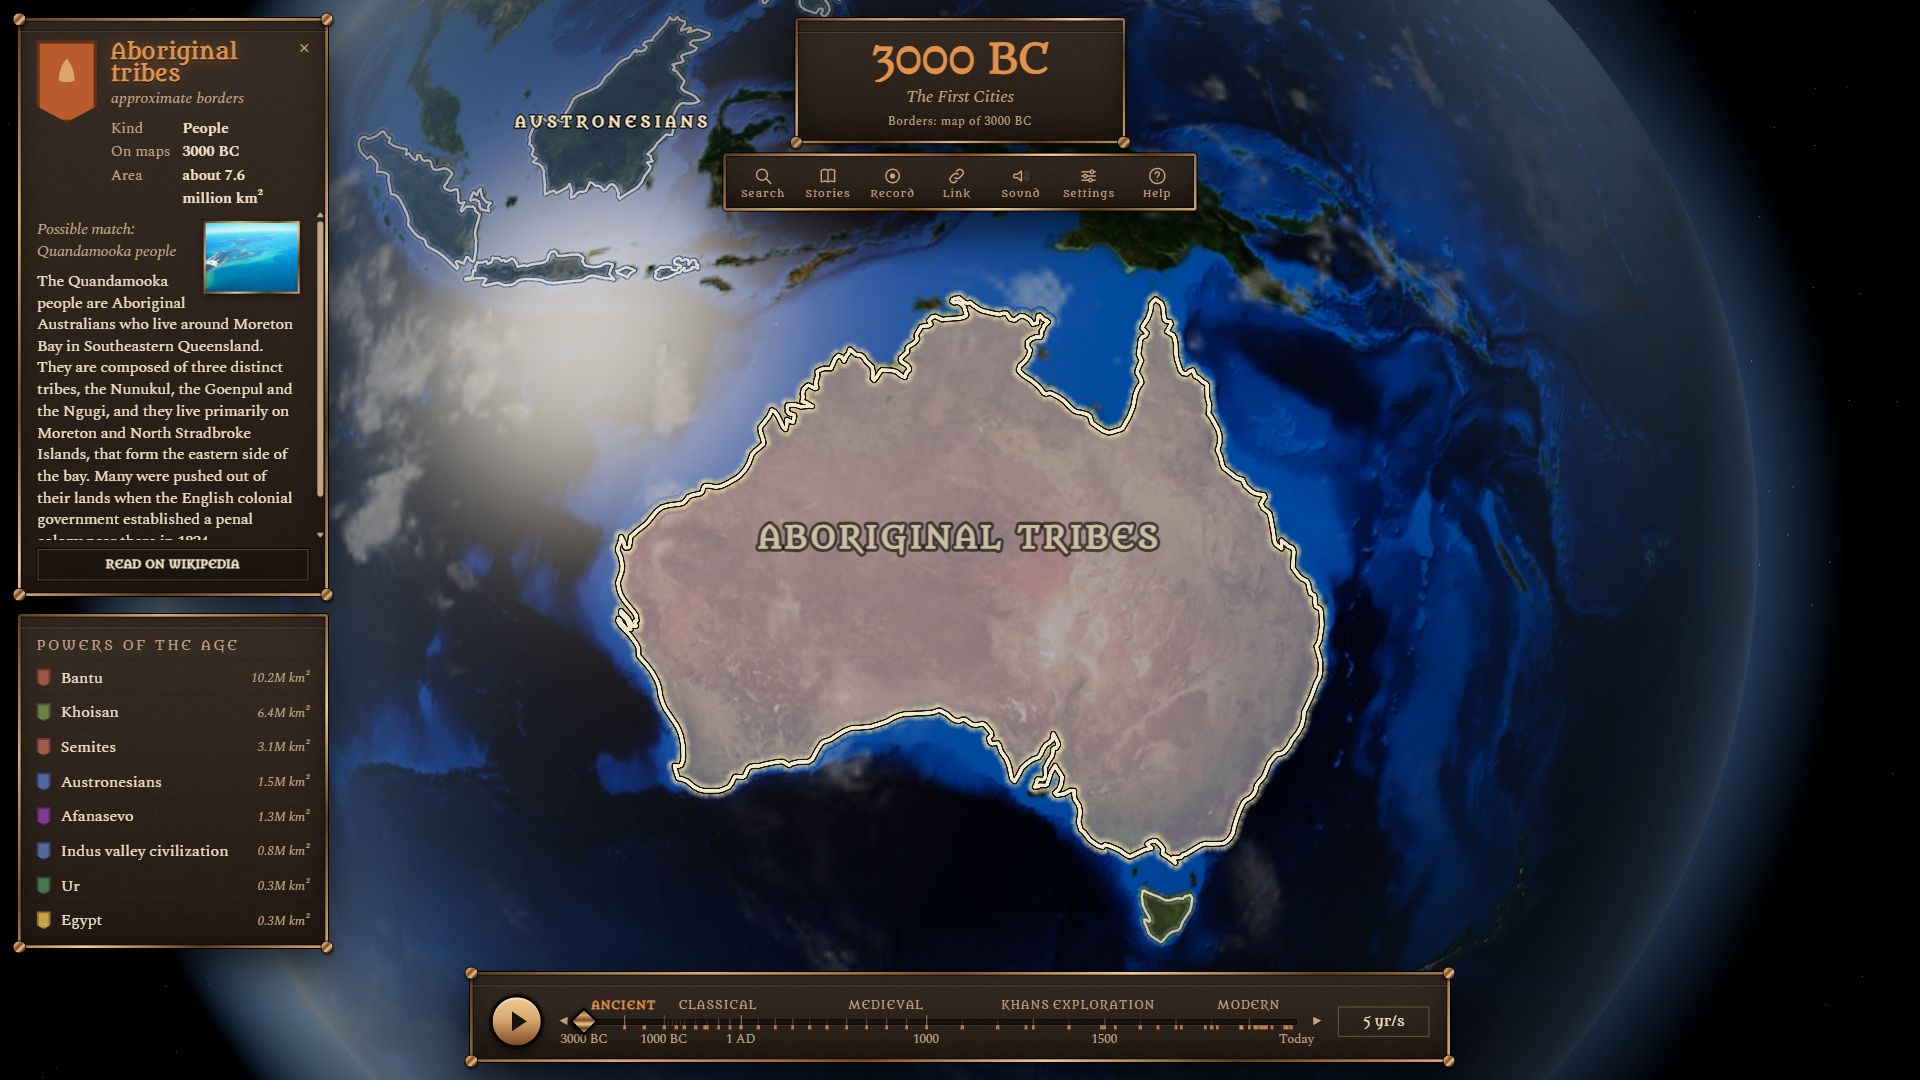 Aboriginal
tribes
approximate borders
Kind People
On maps 3000 BC
Area about 7.6
million km²
Possible match:
Quandamooka people
The Quandamooka
people are Aboriginal
Australians who live around Moreton
Bay in Southeastern Queensland.
They are composed of three distinct
tribes, the Nunukul, the Goenpul and
the Ngugi, and they live primarily on
Moreton and North Stradbroke
Islands, that form the eastern side of
the bay. Many were pushed out of
their lands when the English colonial
government established a penal
READ ON WIKIPEDIA
POWERS OF THE AGE
Bantu 10.2M km²
Khoisan 6.4M km²
Semites 3.1M km²
Austronesians 1.5M km²
Afanasevo 1.3M km²
Indus valley civilization 0.8M km²
Ur 0.3M km²
Egypt 0.3M km²
3000 BC
The First Cities
Borders: map of 3000 BC
Search Stories Record Link Sound Settings Help
AUSTRONESIANS
ABORIGINAL TRIBES
ANCIENT CLASSICAL MEDIEVAL KHANS EXPLORATION MODERN
3000 BC 1000 BC 1 AD 1000 1500 Today
5 yr/s